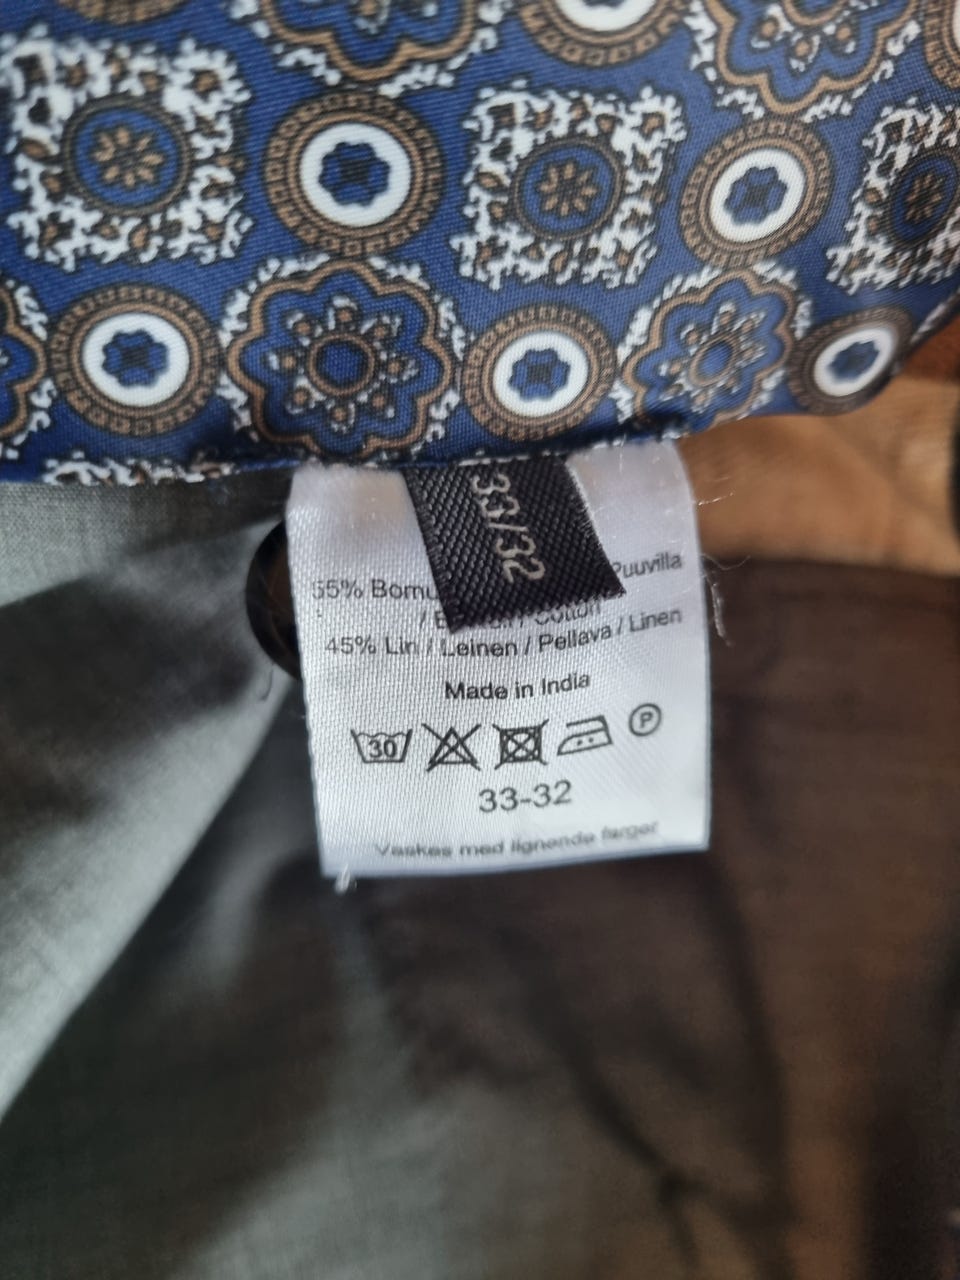 33/32
55% Bomu
Puuvilla
/ Cotton
45% Lin / Leinen / Pellava / Linen
Made in India
30 P
33-32
Vaskes med lignende farger